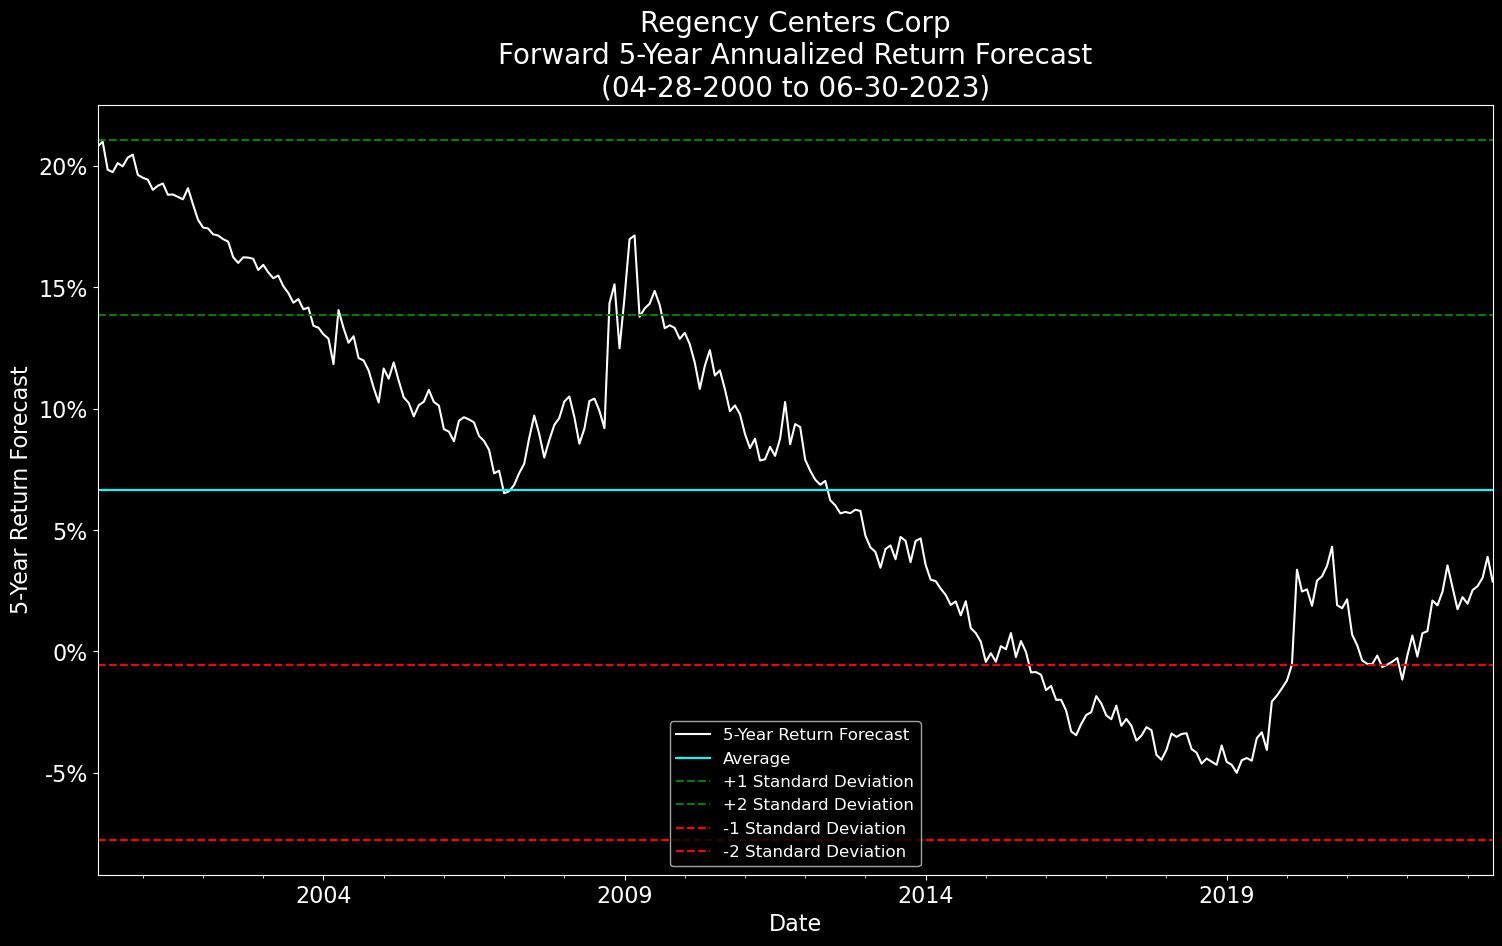 Regency Centers Corp
Forward 5-Year Annualized Return Forecast
(04-28-2000 to 06-30-2023)
20%
15%
10%
5%
0%
-5%
5-Year Return Forecast
5-Year Return Forecast
Average
+1 Standard Deviation
+2 Standard Deviation
-1 Standard Deviation
-2 Standard Deviation
2004
2009
2014
2019
Date